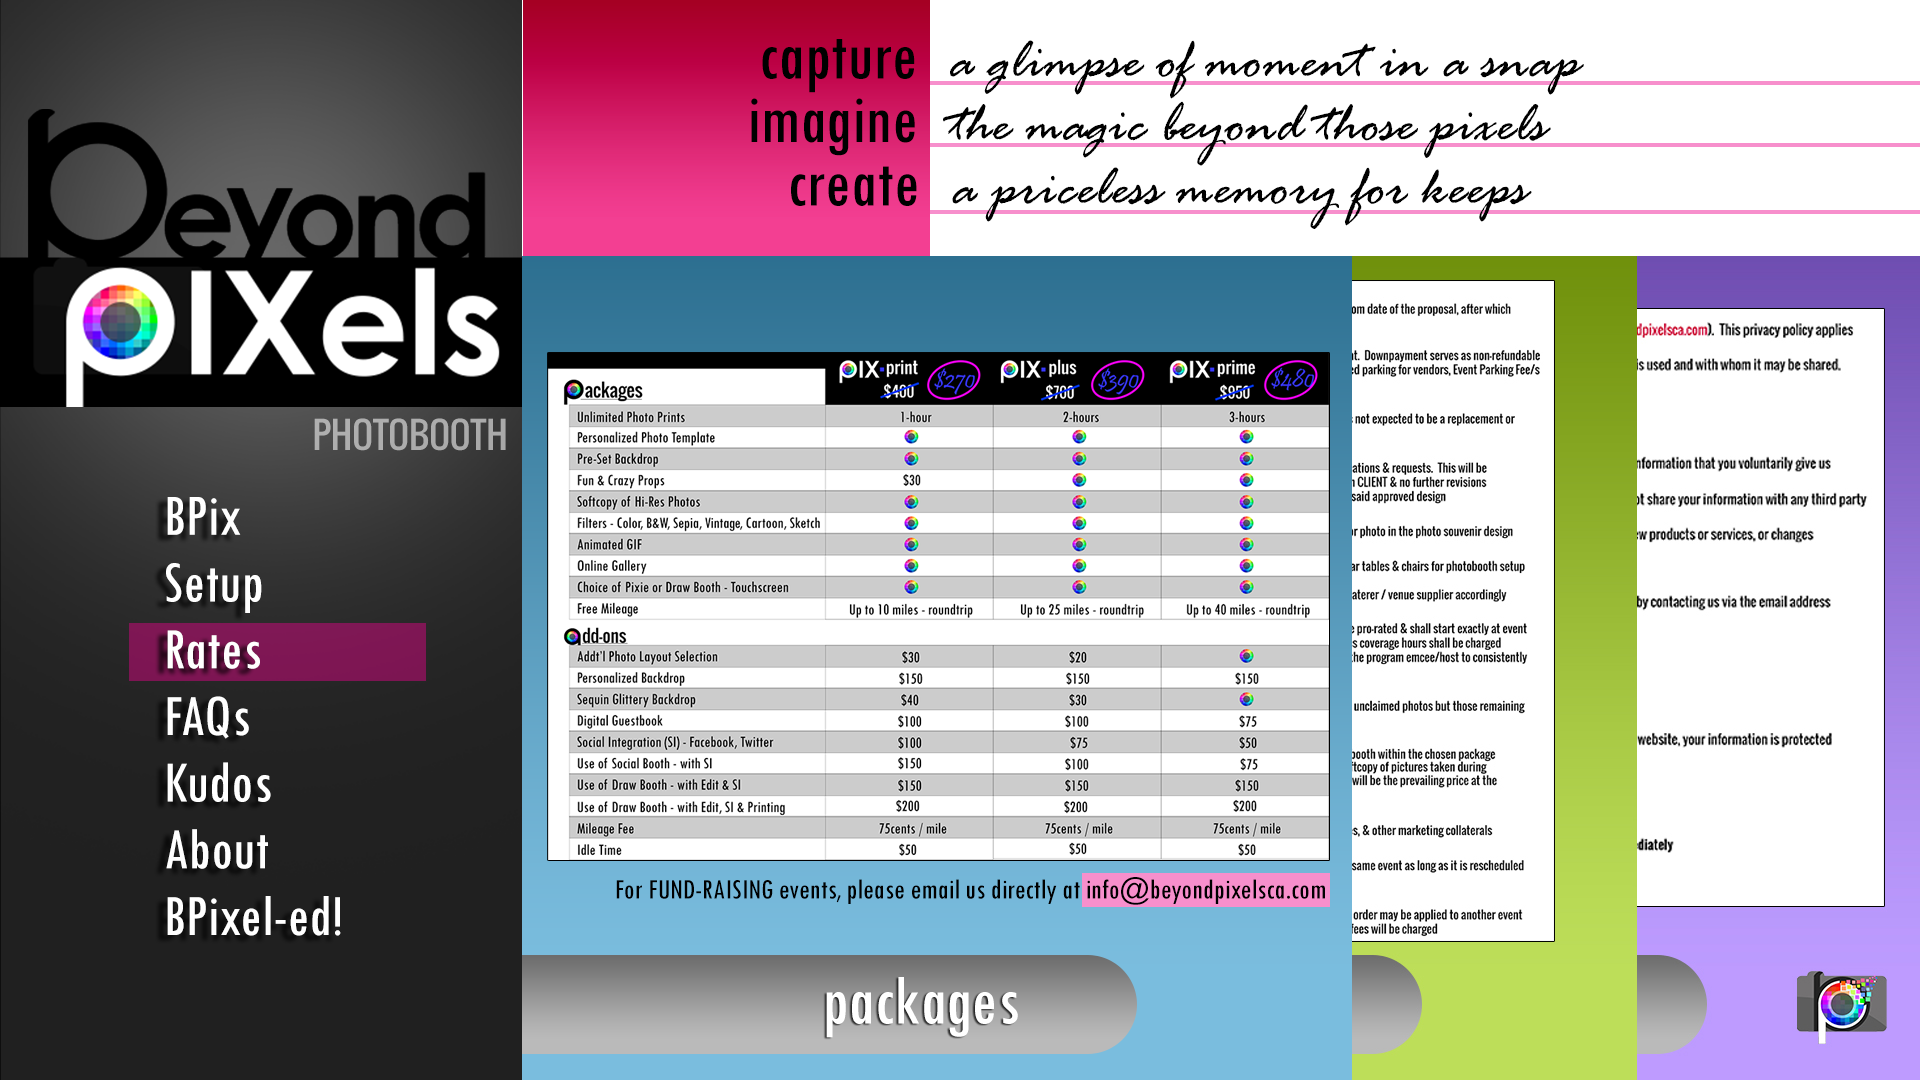 Beyond
pIXels
PHOTOBOOTH
BPix
Setup
Rates
FAQs
Kudos
About
BPixel-ed!
capture a glimpse of moment in a snap
imagine the magic beyond those pixels
create a priceless memory for keeps
packages PIX·print $400 $270 PIX·plus $700 $390 PIX·prime $950 $480
Unlimited Photo Prints 1-hour 2-hours 3-hours
Personalized Photo Template
Pre-Set Backdrop
Fun & Crazy Props $30
Softcopy of Hi-Res Photos
Filters - Color, B&W, Sepia, Vintage, Cartoon, Sketch
Animated GIF
Online Gallery
Choice of Pixie or Draw Booth - Touchscreen
Free Mileage Up to 10 miles - roundtrip Up to 25 miles - roundtrip Up to 40 miles - roundtrip
add-ons
Addt'l Photo Layout Selection $30 $20
Personalized Backdrop $150 $150 $150
Sequin Glittery Backdrop $40 $30
Digital Guestbook $100 $100 $75
Social Integration (SI) - Facebook, Twitter $100 $75 $50
Use of Social Booth - with SI $150 $100 $75
Use of Draw Booth - with Edit & SI $150 $150 $150
Use of Draw Booth - with Edit, SI & Printing $200 $200 $200
Mileage Fee 75cents / mile 75cents / mile 75cents / mile
Idle Time $50 $50 $50
For FUND-RAISING events, please email us directly at info@beyondpixelsca.com
packages
om date of the proposal, after which
t. Downpayment serves as non-refundable
ed parking for vendors, Event Parking Fee/s
not expected to be a replacement or
ations & requests. This will be
CLIENT & no further revisions
said approved design
r photo in the photo souvenir design
ar tables & chairs for photobooth setup
aterer / venue supplier accordingly
e pro-rated & shall start exactly at event
s coverage hours shall be charged
the program emcee/host to consistently
unclaimed photos but those remaining
ooth within the chosen package
ftcopy of pictures taken during
will be the prevailing price at the
s, & other marketing collaterals
same event as long as it is rescheduled
order may be applied to another event
fees will be charged
dpixelsca.com). This privacy policy applies
is used and with whom it may be shared.
nformation that you voluntarily give us
ot share your information with any third party
w products or services, or changes
by contacting us via the email address
website, your information is protected
diately